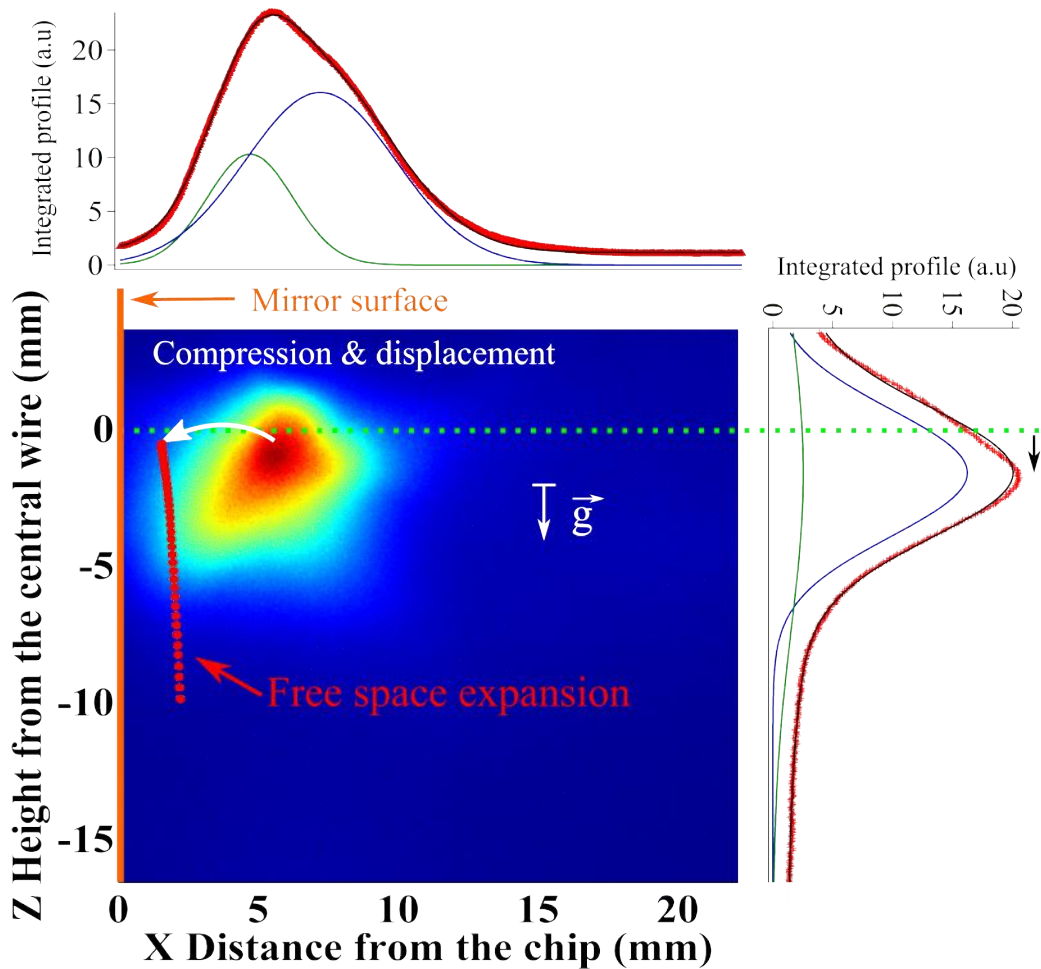 Integrated profile (a.u)
20
15
10
5
0
Integrated profile (a.u)
0
5
10
15
20
Mirror surface
Compression & displacement
g
Free space expansion
Z Height from the central wire (mm)
0
-5
-10
-15
0 5 10 15 20
X Distance from the chip (mm)